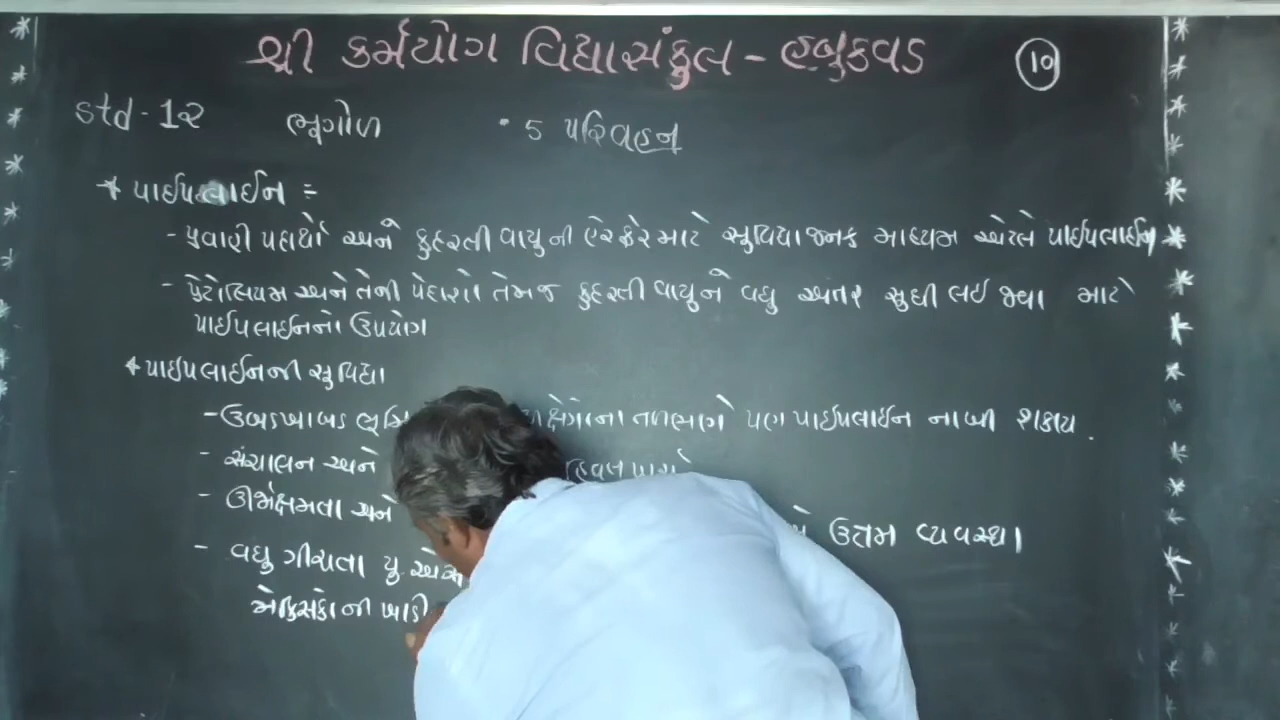 શ્રી કર્મયોગ વિદ્યાસંકુલ - હબુકવડ
10
std - 12 ભૂગોળ • 5 પરિવહન
* પાઈપલાઈન :-
- પ્રવાહી પદાર્થો અને કુદરતી વાયુની હેરફેર માટે સુવિધાજનક માધ્યમ એટલે પાઈપલાઈન
- પેટ્રોલિયમ અને તેની પેદાશો તેમજ કુદરતી વાયુને વધુ અંતર સુધી લઈ જવા માટે
પાઈપલાઈનનો ઉપયોગ
* પાઈપલાઈનની સુવિધા
- ઉબડખાબડ તળભાગે પણ પાઈપલાઈન નાખી શકાય .
- સંચાલન અને
- ઊર્જાક્ષમતા અને ઉત્તમ વ્યવસ્થા
- વધુ ગીચતા યુ.
ખાડી